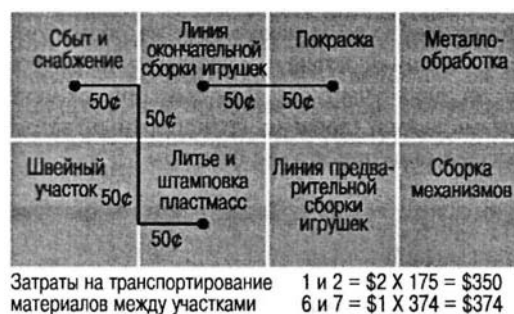 Сбыт и
снабжение
Линия
окончательной
сборки игрушек
Покраска
Металло-
обработка
50¢
50¢
50¢
50¢
Швейный
участок
50¢
Литье и
штамповка
пластмасс
50¢
Линия предва-
рительной
сборки
игрушек
Сборка
механизмов
Затраты на транспортирование
материалов между участками
1 и 2 = $2 X 175 = $350
6 и 7 = $1 X 374 = $374